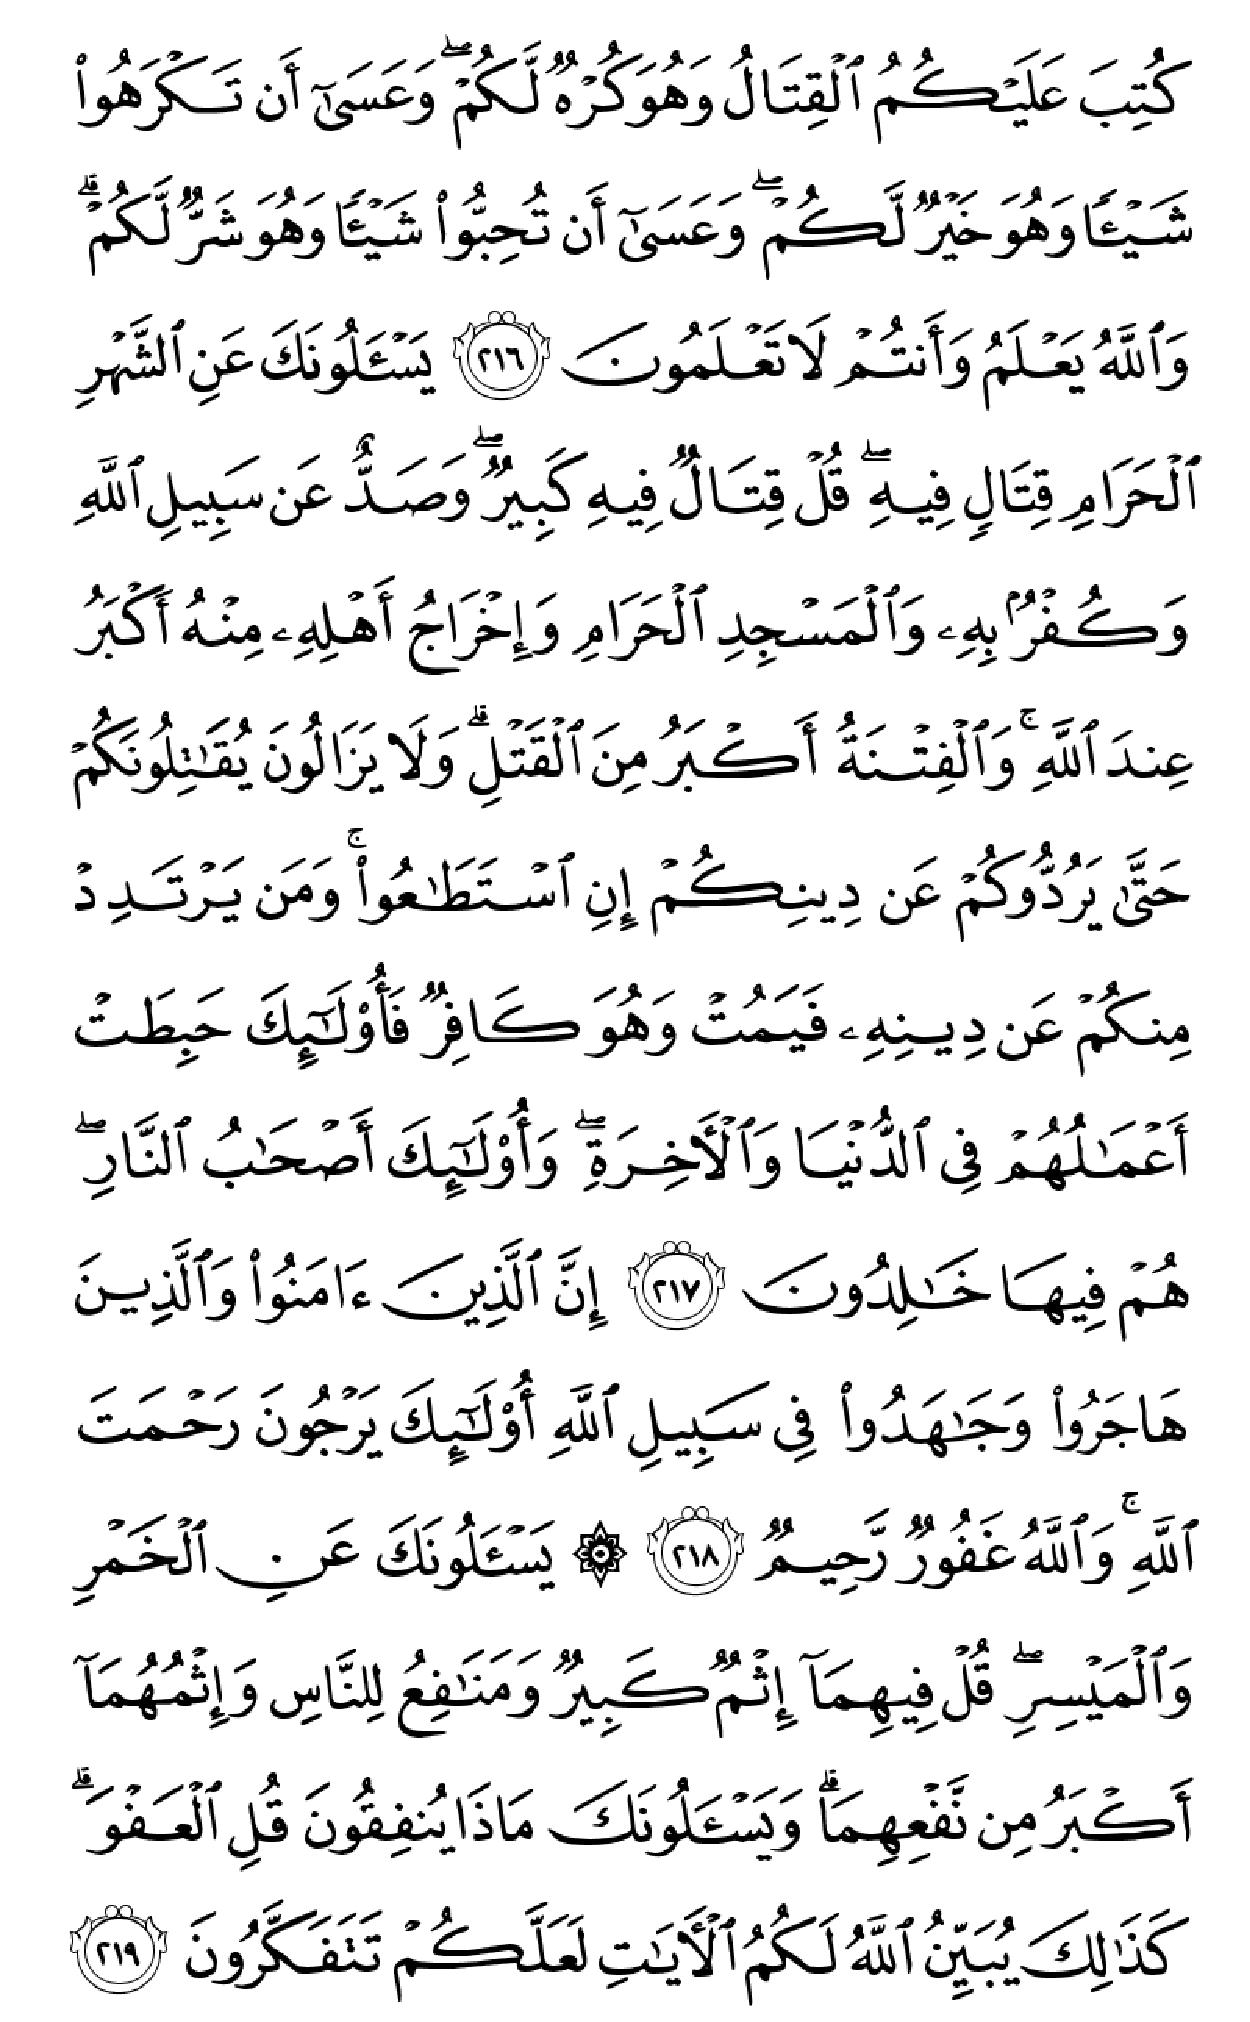 كُتِبَ عَلَيْكُمُ ٱلْقِتَالُ وَهُوَ كُرْهٌ لَّكُمْ ۖ وَعَسَىٰٓ أَن تَكْرَهُوا۟
شَيْـًٔا وَهُوَ خَيْرٌ لَّكُمْ ۖ وَعَسَىٰٓ أَن تُحِبُّوا۟ شَيْـًٔا وَهُوَ شَرٌّ لَّكُمْ ۗ
وَٱللَّهُ يَعْلَمُ وَأَنتُمْ لَا تَعْلَمُونَ ٢١٦ يَسْـَٔلُونَكَ عَنِ ٱلشَّهْرِ
ٱلْحَرَامِ قِتَالٍ فِيهِ ۖ قُلْ قِتَالٌ فِيهِ كَبِيرٌ ۖ وَصَدٌّ عَن سَبِيلِ ٱللَّهِ
وَكُفْرٌۢ بِهِۦ وَٱلْمَسْجِدِ ٱلْحَرَامِ وَإِخْرَاجُ أَهْلِهِۦ مِنْهُ أَكْبَرُ
عِندَ ٱللَّهِ ۚ وَٱلْفِتْنَةُ أَكْبَرُ مِنَ ٱلْقَتْلِ ۗ وَلَا يَزَالُونَ يُقَـٰتِلُونَكُمْ
حَتَّىٰ يَرُدُّوكُمْ عَن دِينِكُمْ إِنِ ٱسْتَطَـٰعُوا۟ ۚ وَمَن يَرْتَدِدْ
مِنكُمْ عَن دِينِهِۦ فَيَمُتْ وَهُوَ كَافِرٌ فَأُو۟لَـٰٓئِكَ حَبِطَتْ
أَعْمَـٰلُهُمْ فِى ٱلدُّنْيَا وَٱلْـَٔاخِرَةِ ۖ وَأُو۟لَـٰٓئِكَ أَصْحَـٰبُ ٱلنَّارِ ۖ
هُمْ فِيهَا خَـٰلِدُونَ ٢١٧ إِنَّ ٱلَّذِينَ ءَامَنُوا۟ وَٱلَّذِينَ
هَاجَرُوا۟ وَجَـٰهَدُوا۟ فِى سَبِيلِ ٱللَّهِ أُو۟لَـٰٓئِكَ يَرْجُونَ رَحْمَتَ
ٱللَّهِ ۚ وَٱللَّهُ غَفُورٌ رَّحِيمٌ ٢١٨ ۞ يَسْـَٔلُونَكَ عَنِ ٱلْخَمْرِ
وَٱلْمَيْسِرِ ۖ قُلْ فِيهِمَآ إِثْمٌ كَبِيرٌ وَمَنَـٰفِعُ لِلنَّاسِ وَإِثْمُهُمَآ
أَكْبَرُ مِن نَّفْعِهِمَا ۗ وَيَسْـَٔلُونَكَ مَاذَا يُنفِقُونَ قُلِ ٱلْعَفْوَ ۗ
كَذَٰلِكَ يُبَيِّنُ ٱللَّهُ لَكُمُ ٱلْـَٔايَـٰتِ لَعَلَّكُمْ تَتَفَكَّرُونَ ٢١٩